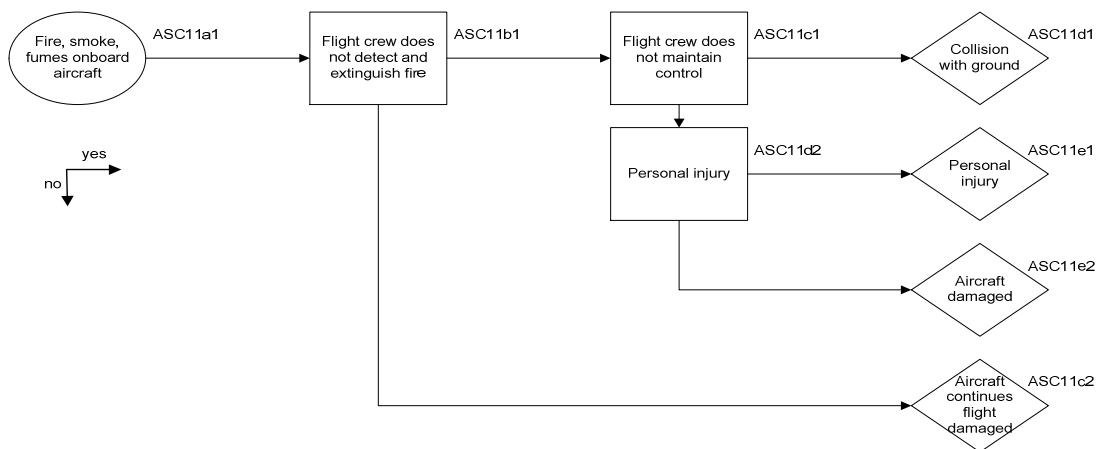 Fire, smoke,
fumes onboard
aircraft
ASC11a1
Flight crew does
not detect and
extinguish fire
ASC11b1
Flight crew does
not maintain
control
ASC11c1
Collision
with ground
ASC11d1
yes
no
Personal injury
ASC11d2
Personal
injury
ASC11e1
Aircraft
damaged
ASC11e2
Aircraft
continues
flight
damaged
ASC11c2